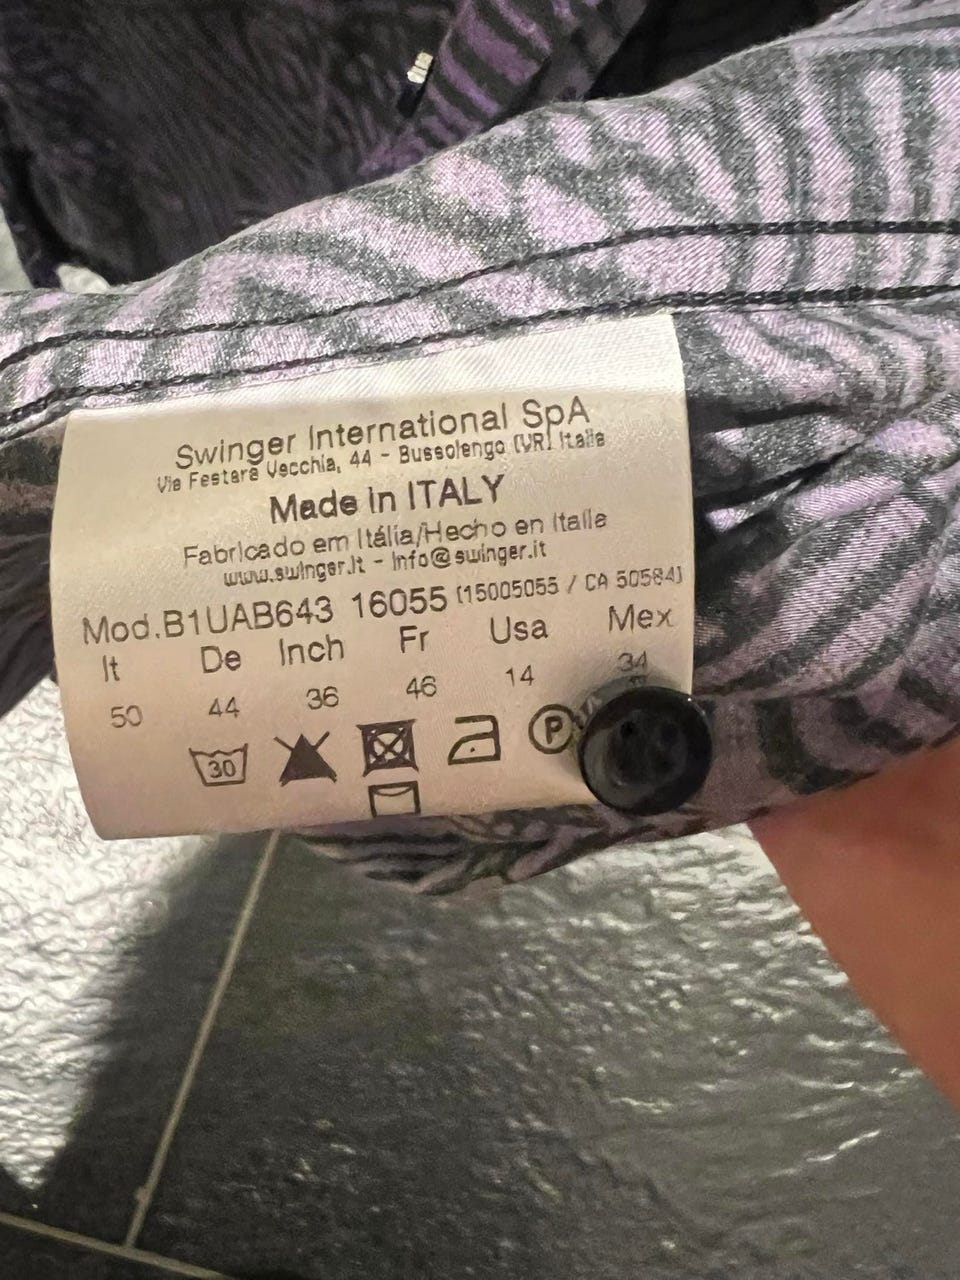 Swinger International SpA
Via Festara Vecchia, 44 - Bussolengo (VR) Italia
Made in ITALY
Fabricado em Itália/Hecho en Italia
www.swinger.it - info@swinger.it
Mod.B1UAB643 16055 (15005055 / CA 50584)
It De Inch Fr Usa Mex
50 44 36 46 14 34
30 P